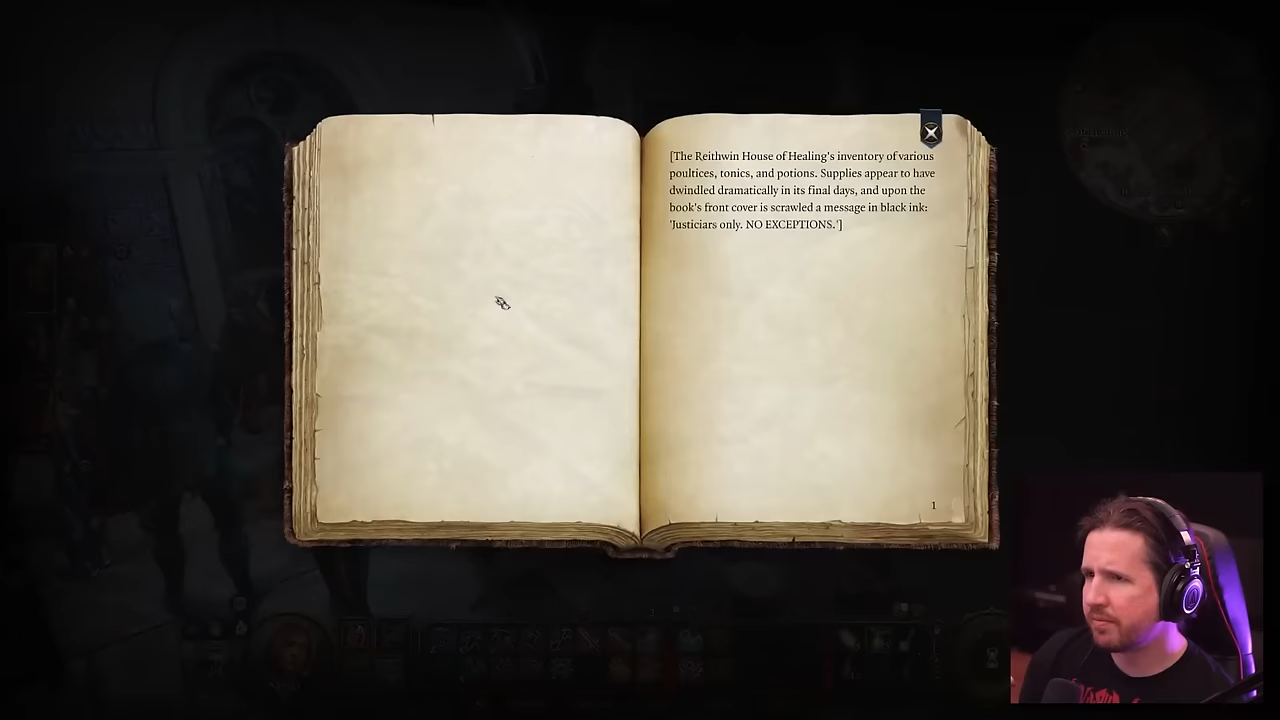 [The Reithwin House of Healing's inventory of various
poultices, tonics, and potions. Supplies appear to have
dwindled dramatically in its final days, and upon the
book's front cover is scrawled a message in black ink:
'Justiciars only. NO EXCEPTIONS.']
1